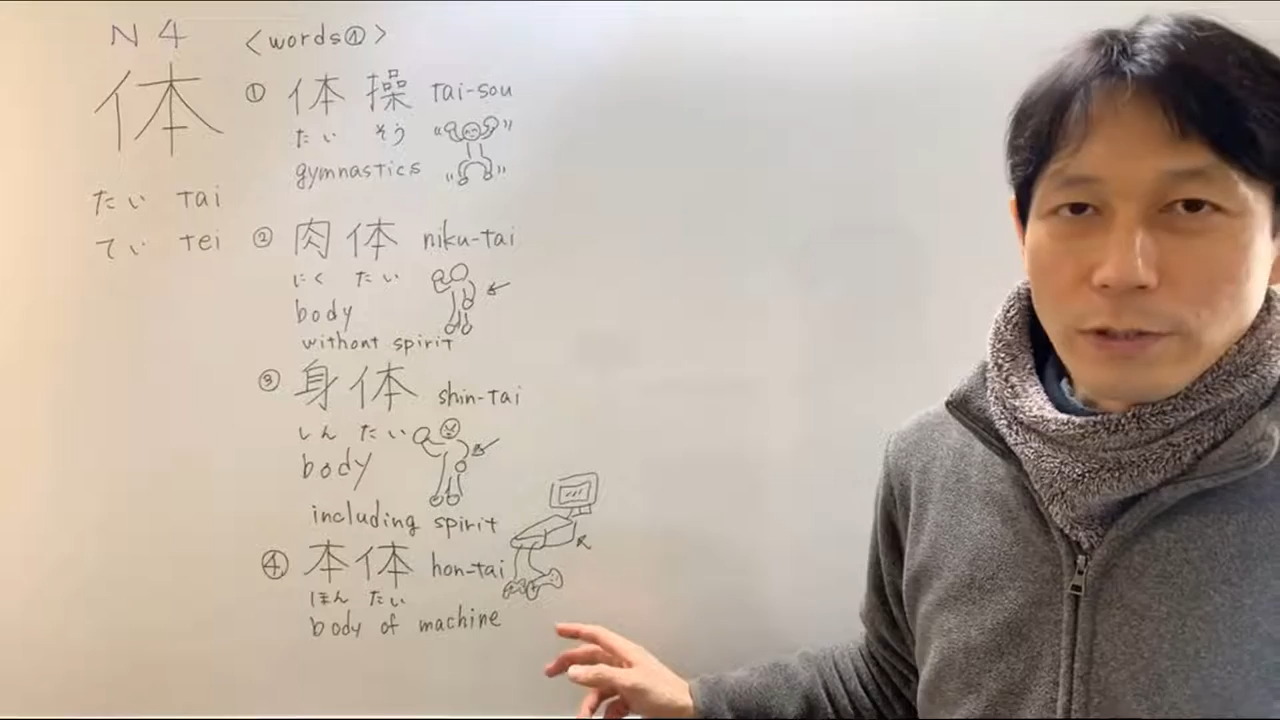 N4
体
たい tai
てい tei
<words①>
① 体操 tai-sou
たい そう
gymnastics
② 肉体 niku-tai
にく たい
body
without spirit
③ 身体 shin-tai
しん たい
body
including spirit
④ 本体 hon-tai
ほん たい
body of machine